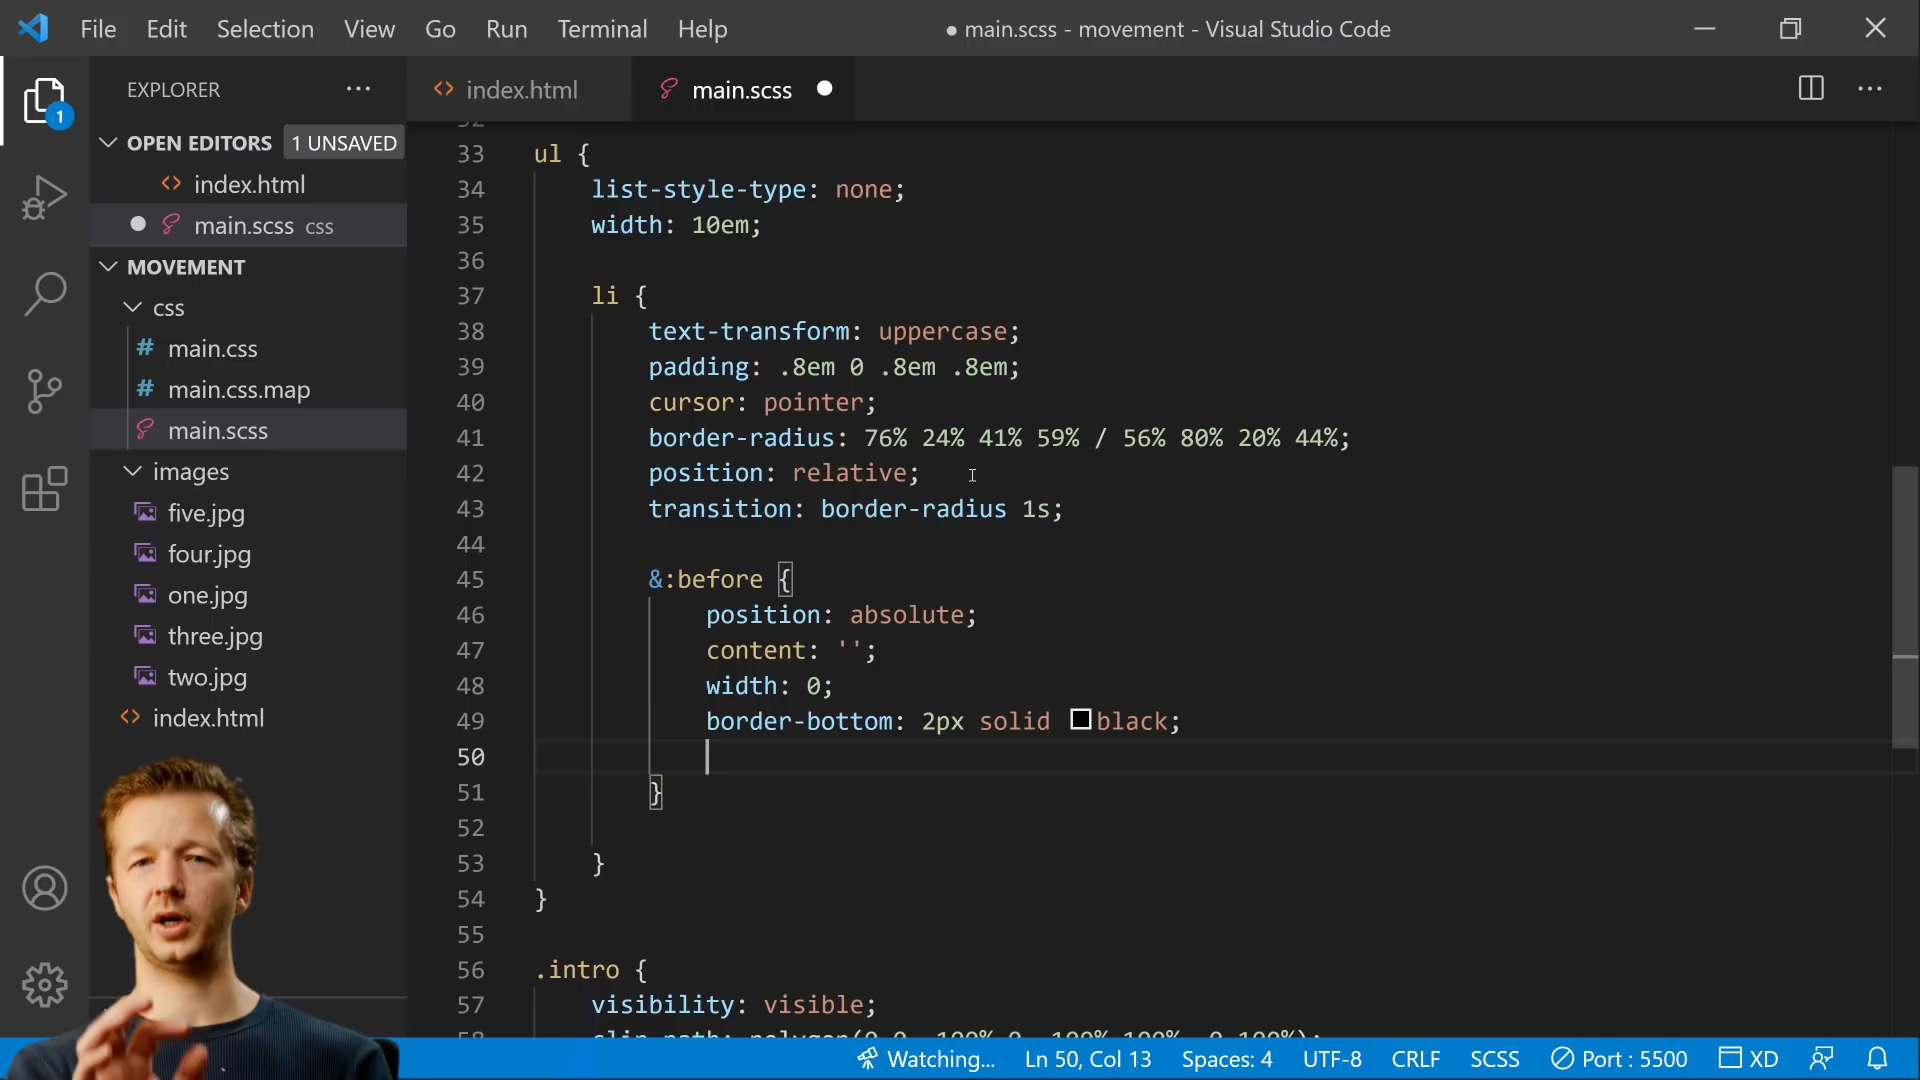 File Edit Selection View Go Run Terminal Help
● main.scss - movement - Visual Studio Code
1
EXPLORER
OPEN EDITORS 1 UNSAVED
index.html
main.scss css
MOVEMENT
css
# main.css
# main.css.map
main.scss
images
five.jpg
four.jpg
one.jpg
three.jpg
two.jpg
index.html
index.html
main.scss
33 ul {
34 list-style-type: none;
35 width: 10em;
36
37 li {
38 text-transform: uppercase;
39 padding: .8em 0 .8em .8em;
40 cursor: pointer;
41 border-radius: 76% 24% 41% 59% / 56% 80% 20% 44%;
42 position: relative;
43 transition: border-radius 1s;
44
45 &:before {
46 position: absolute;
47 content: '';
48 width: 0;
49 border-bottom: 2px solid black;
50
51 }
52
53 }
54 }
55
56 .intro {
57 visibility: visible;
Watching... Ln 50, Col 13 Spaces: 4 UTF-8 CRLF SCSS Port : 5500 XD